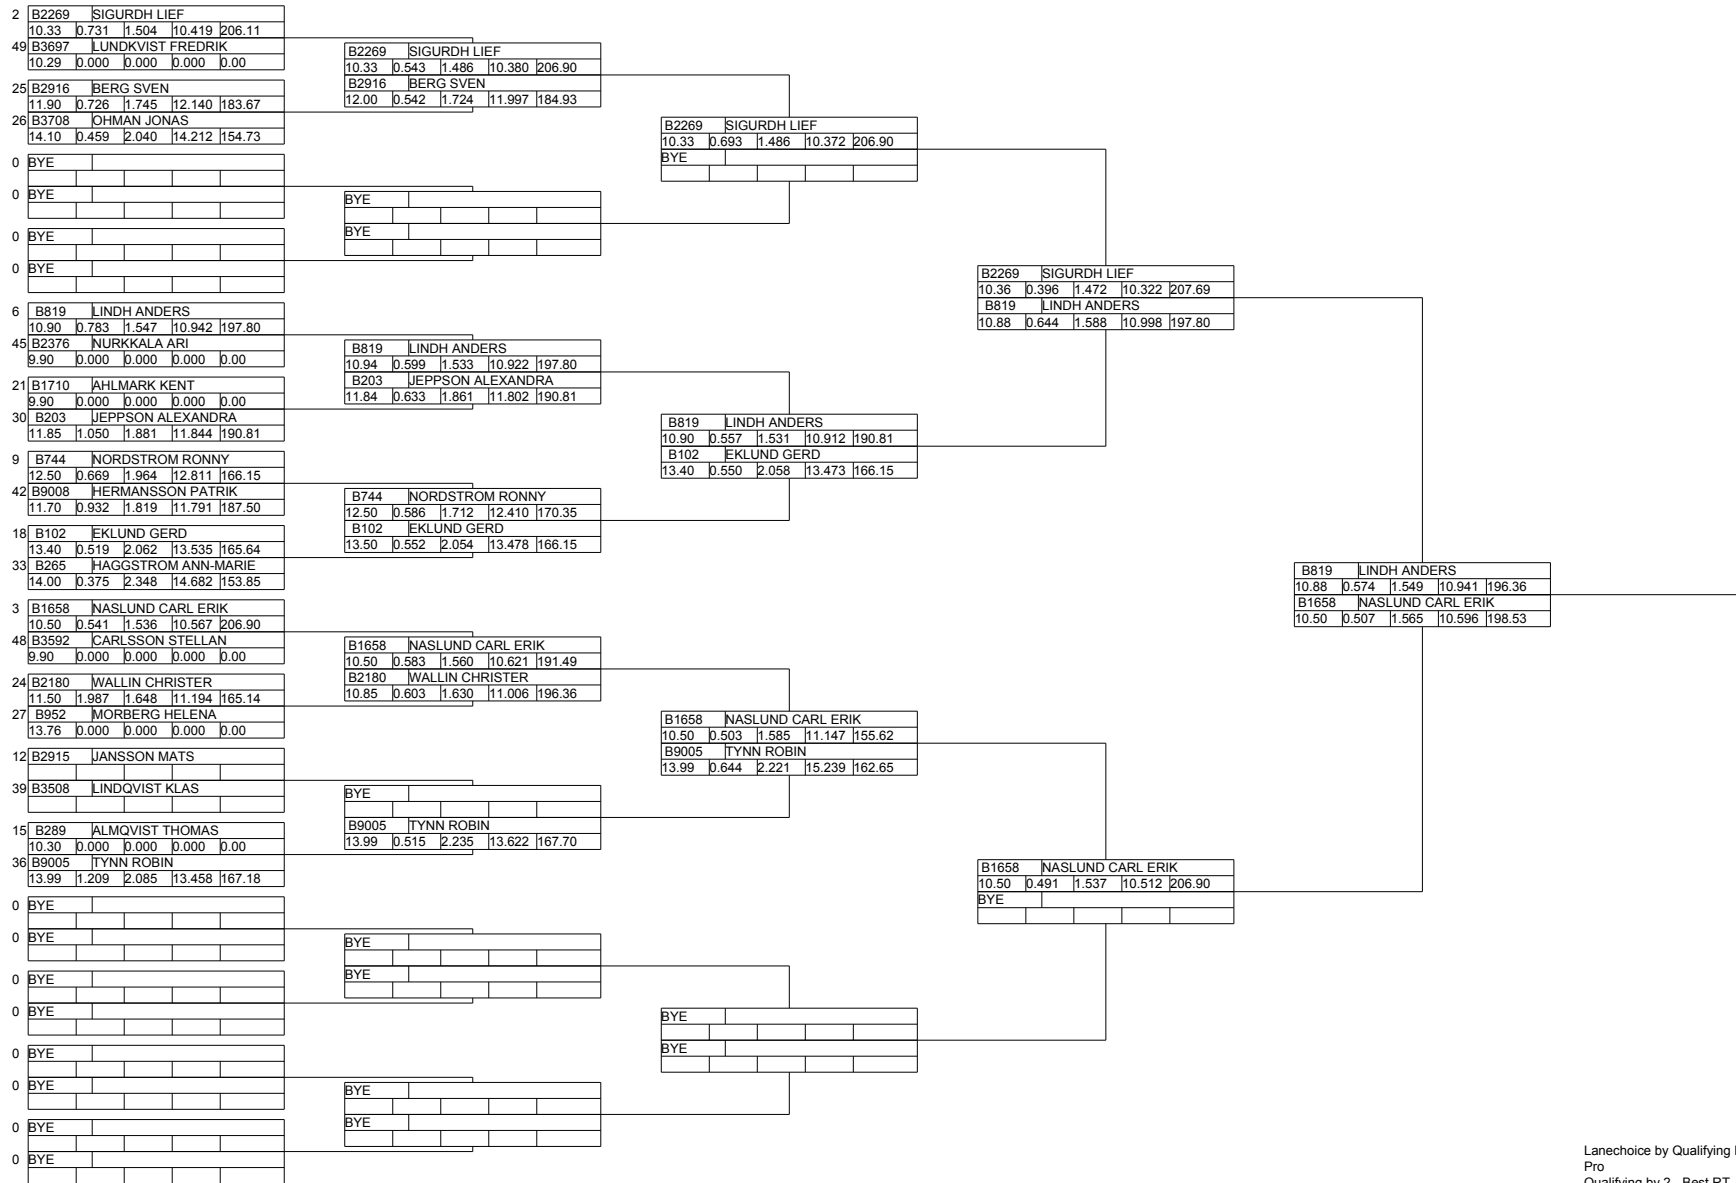 2 B2269 SIGURDH LIEF
10.33 0.731 1.504 10.419 206.11
49 B3697 LUNDKVIST FREDRIK
10.29 0.000 0.000 0.000 0.00
25 B2916 BERG SVEN
11.90 0.726 1.745 12.140 183.67
26 B3708 OHMAN JONAS
14.10 0.459 2.040 14.212 154.73
0 BYE
0 BYE
0 BYE
0 BYE
6 B819 LINDH ANDERS
10.90 0.783 1.547 10.942 197.80
45 B2376 NURKKALA ARI
9.90 0.000 0.000 0.000 0.00
21 B1710 AHLMARK KENT
9.90 0.000 0.000 0.000 0.00
30 B203 JEPPSON ALEXANDRA
11.85 1.050 1.881 11.844 190.81
9 B744 NORDSTROM RONNY
12.50 0.669 1.964 12.811 166.15
42 B9008 HERMANSSON PATRIK
11.70 0.932 1.819 11.791 187.50
18 B102 EKLUND GERD
13.40 0.519 2.062 13.535 165.64
33 B265 HAGGSTROM ANN-MARIE
14.00 0.375 2.348 14.682 153.85
3 B1658 NASLUND CARL ERIK
10.50 0.541 1.536 10.567 206.90
48 B3592 CARLSSON STELLAN
9.90 0.000 0.000 0.000 0.00
24 B2180 WALLIN CHRISTER
11.50 1.987 1.648 11.194 165.14
27 B952 MORBERG HELENA
13.76 0.000 0.000 0.000 0.00
12 B2915 JANSSON MATS
39 B3508 LINDQVIST KLAS
15 B289 ALMQVIST THOMAS
10.30 0.000 0.000 0.000 0.00
36 B9005 TYNN ROBIN
13.99 1.209 2.085 13.458 167.18
0 BYE
0 BYE
0 BYE
0 BYE
0 BYE
0 BYE
0 BYE
0 BYE
B2269 SIGURDH LIEF
10.33 0.543 1.486 10.380 206.90
B2916 BERG SVEN
12.00 0.542 1.724 11.997 184.93
BYE
BYE
B819 LINDH ANDERS
10.94 0.599 1.533 10.922 197.80
B203 JEPPSON ALEXANDRA
11.84 0.633 1.861 11.802 190.81
B744 NORDSTROM RONNY
12.50 0.586 1.712 12.410 170.35
B102 EKLUND GERD
13.50 0.552 2.054 13.478 166.15
B1658 NASLUND CARL ERIK
10.50 0.583 1.560 10.621 191.49
B2180 WALLIN CHRISTER
10.85 0.603 1.630 11.006 196.36
BYE
B9005 TYNN ROBIN
13.99 0.515 2.235 13.622 167.70
BYE
BYE
BYE
BYE
B2269 SIGURDH LIEF
10.33 0.693 1.486 10.372 206.90
BYE
B819 LINDH ANDERS
10.90 0.557 1.531 10.912 190.81
B102 EKLUND GERD
13.40 0.550 2.058 13.473 166.15
B1658 NASLUND CARL ERIK
10.50 0.503 1.585 11.147 155.62
B9005 TYNN ROBIN
13.99 0.644 2.221 15.239 162.65
BYE
BYE
B2269 SIGURDH LIEF
10.36 0.396 1.472 10.322 207.69
B819 LINDH ANDERS
10.88 0.644 1.588 10.998 197.80
B1658 NASLUND CARL ERIK
10.50 0.491 1.537 10.512 206.90
BYE
B819 LINDH ANDERS
10.88 0.574 1.549 10.941 196.36
B1658 NASLUND CARL ERIK
10.50 0.507 1.565 10.596 198.53
Lanechoice by Qualifying
Pro
Qualifying by 2 Best RT